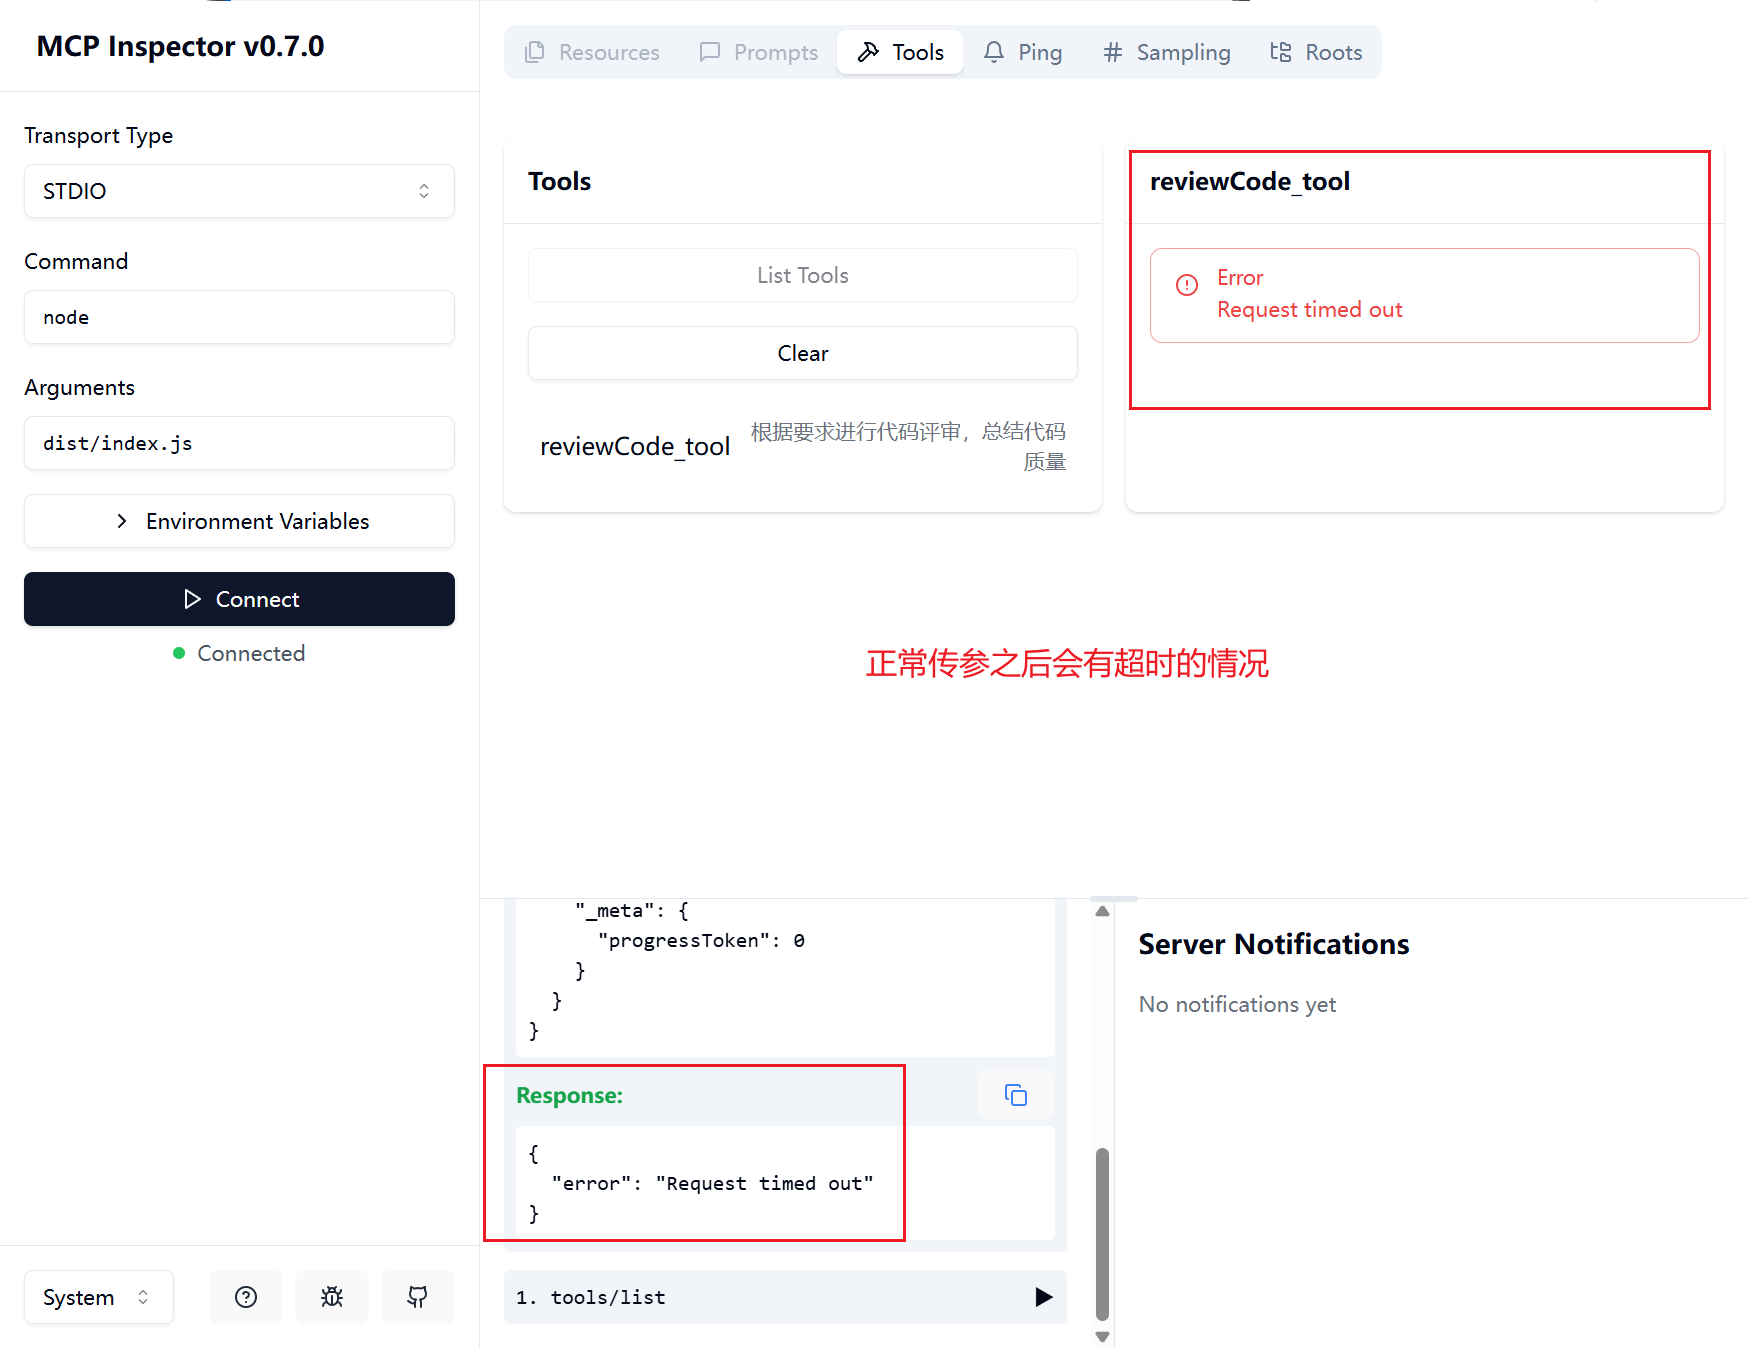 MCP Inspector v0.7.0
Transport Type
STDIO
Command
node
Arguments
dist/index.js
Environment Variables
Connect
Connected
System
Resources
Prompts
Tools
Ping
Sampling
Roots
Tools
List Tools
Clear
reviewCode_tool
根据要求进行代码评审，总结代码
质量
reviewCode_tool
Error
Request timed out
正常传参之后会有超时的情况
"_meta": {
"progressToken": 0
}
}
}
Response:
{
"error": "Request timed out"
}
1. tools/list
Server Notifications
No notifications yet